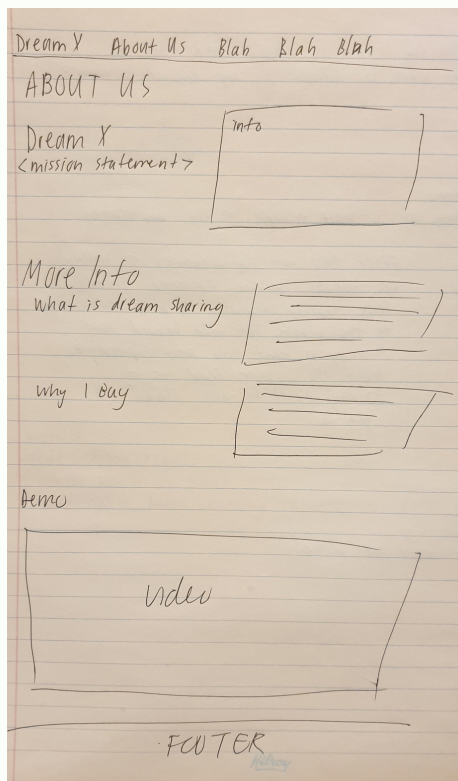 Dream X About Us Blah Blah Blah
ABOUT US
Dream X
<mission statement>
info
More Info
What is dream sharing
Why I Buy
Demo
video
FOOTER
Hilroy